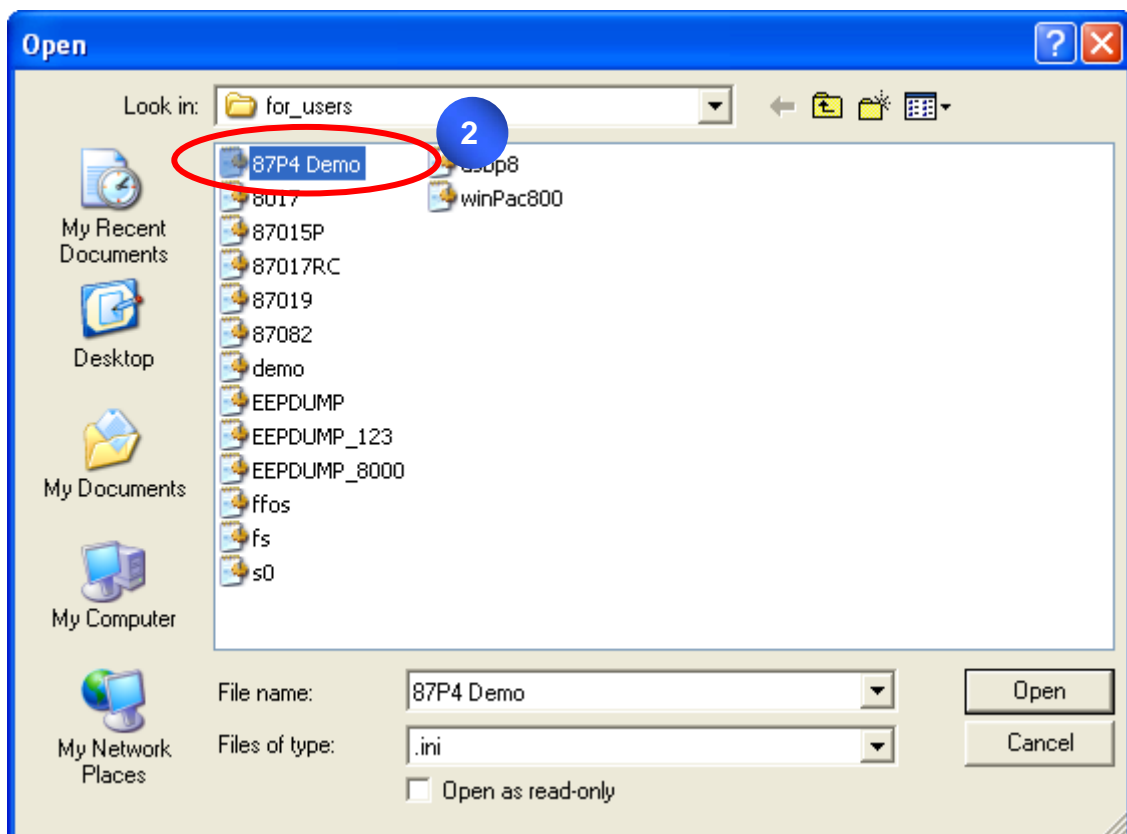 Open
Look in:
for_users
2
87P4 Demo
8017
87015P
87017RC
87019
87082
demo
EEPDUMP
EEPDUMP_123
EEPDUMP_8000
ffos
fs
s0
winPac800
My Recent
Documents
Desktop
My Documents
My Computer
My Network
Places
File name:
87P4 Demo
Open
Files of type:
.ini
Cancel
Open as read-only